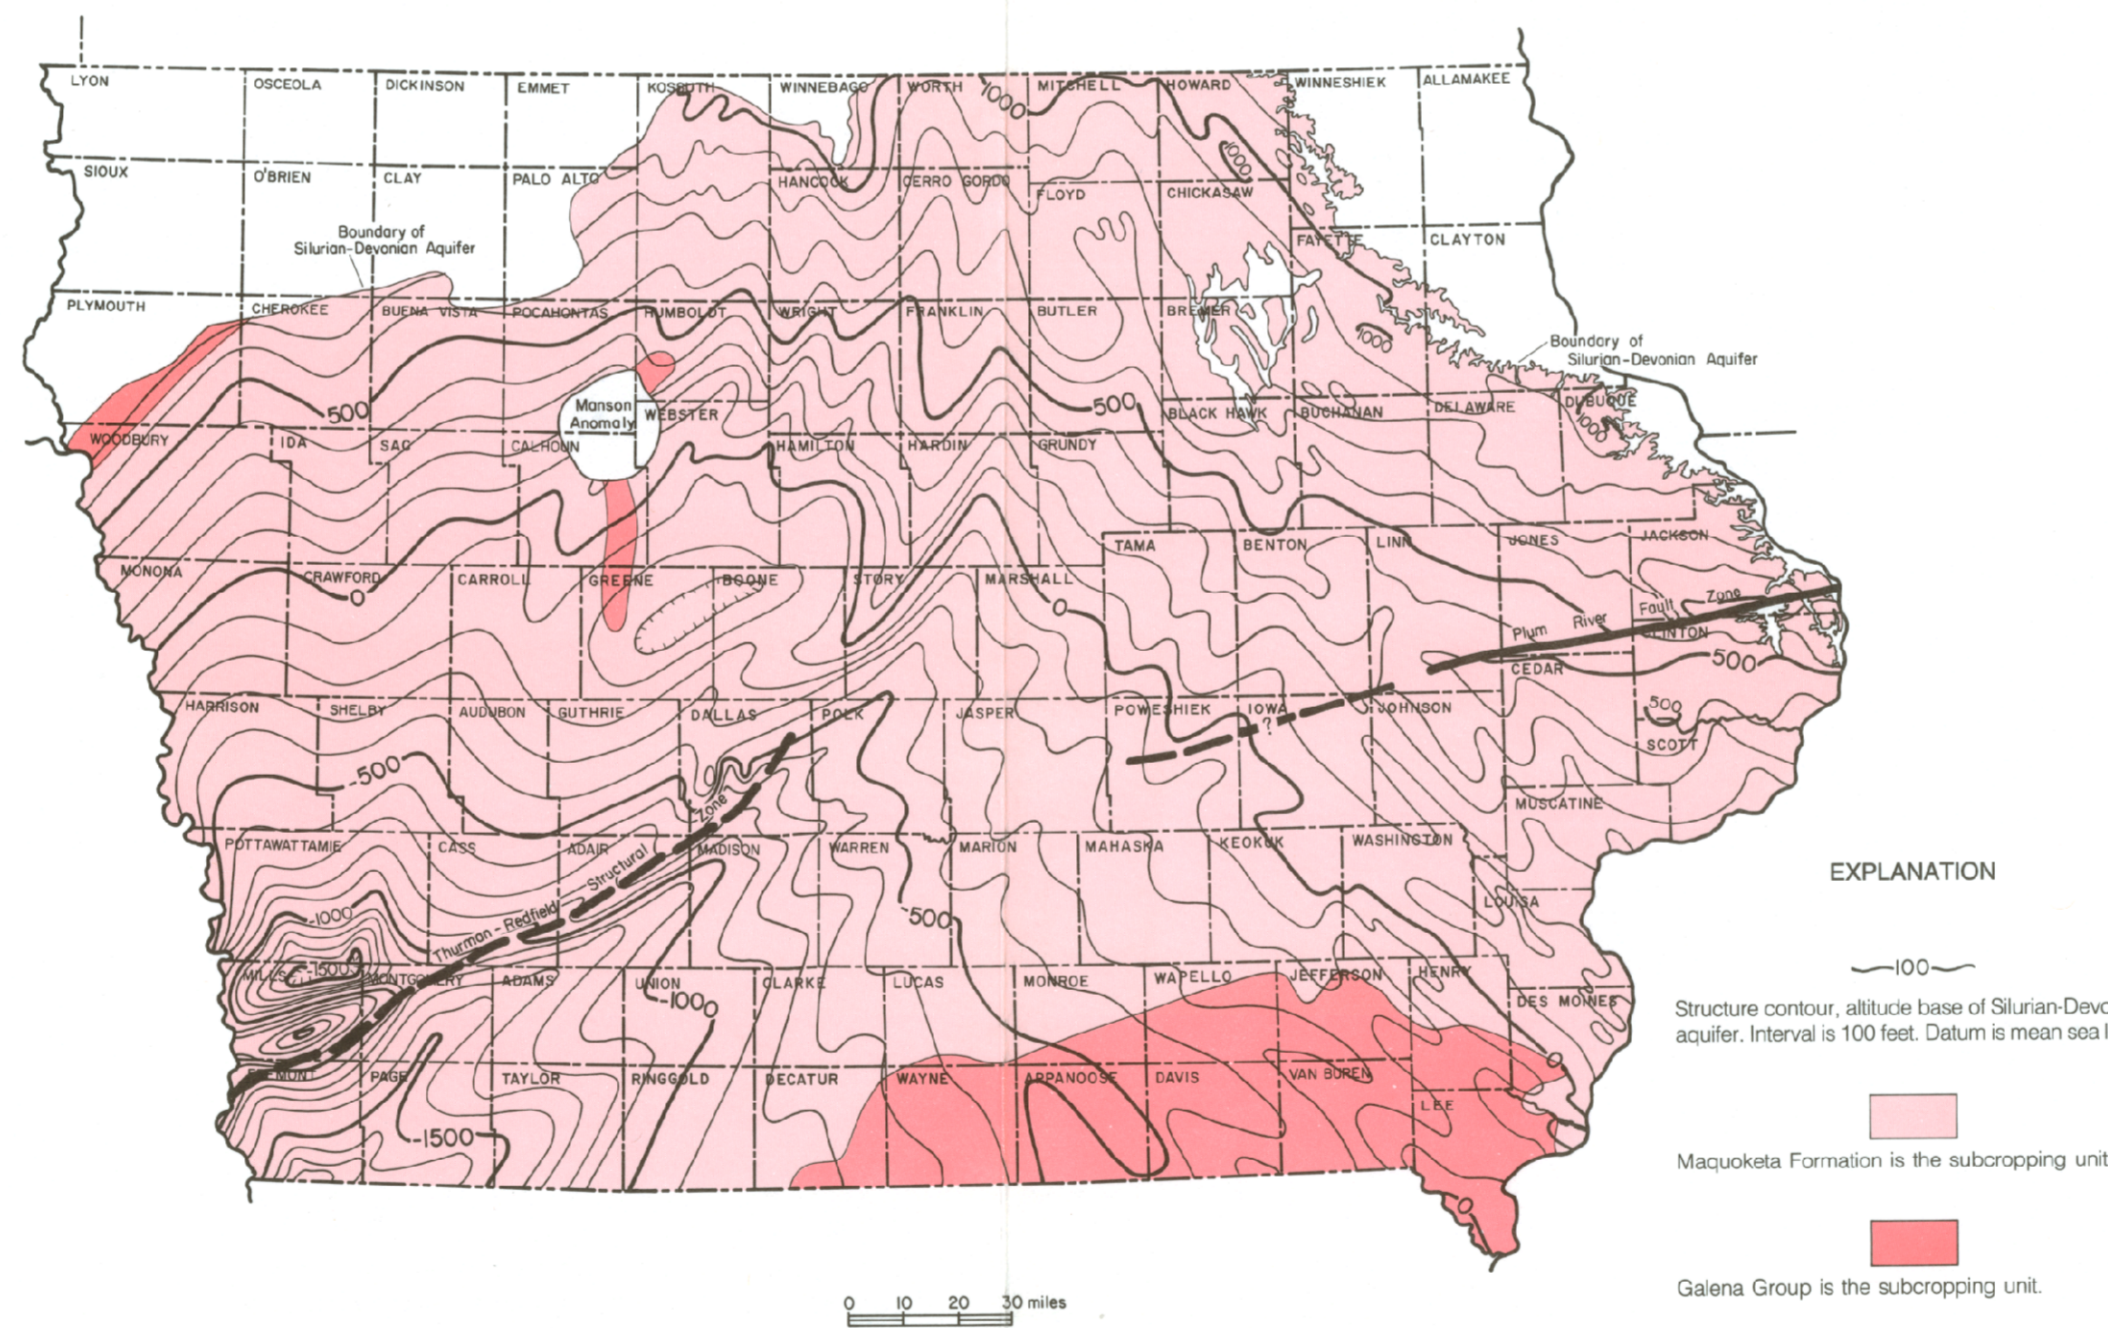 LYON
OSCEOLA
DICKINSON
EMMET
KOSSUTH
WINNEBAGO
WORTH
1000
MITCHELL
HOWARD
WINNESHIEK
ALLAMAKEE
1000
SIOUX
O'BRIEN
CLAY
PALO ALTO
HANCOCK
CERRO GORDO
FLOYD
CHICKASAW
Boundary of
Silurian-Devonian Aquifer
FAYETTE
CLAYTON
PLYMOUTH
CHEROKEE
BUENA VISTA
POCAHONTAS
HUMBOLDT
WRIGHT
FRANKLIN
BUTLER
BREMER
1000
Boundary of
Silurian-Devonian Aquifer
500
Manson
Anomaly
WEBSTER
500
BLACK HAWK
BUCHANAN
DELAWARE
DUBUQUE
1000
WOODBURY
IDA
SAC
CALHOUN
HAMILTON
HARDIN
GRUNDY
TAMA
BENTON
LINN
JONES
JACKSON
MONONA
CRAWFORD
0
CARROLL
GREENE
BOONE
STORY
MARSHALL
0
Plum River Fault Zone
CLINTON
CEDAR
500
HARRISON
SHELBY
AUDUBON
GUTHRIE
DALLAS
POLK
JASPER
POWESHIEK
IOWA
?
JOHNSON
500
SCOTT
-500
MUSCATINE
POTTAWATTAMIE
CASS
ADAIR
MADISON
WARREN
MARION
MAHASKA
KEOKUK
WASHINGTON
LOUISA
Thurman-Redfield Structural Zone
-1000
-500
MILLS
-1500
MONTGOMERY
ADAMS
UNION
-1000
CLARKE
LUCAS
MONROE
WAPELLO
JEFFERSON
HENRY
DES MOINES
FREMONT
PAGE
TAYLOR
RINGGOLD
DECATUR
WAYNE
APPANOOSE
DAVIS
VAN BUREN
LEE
0
-1500
0
EXPLANATION
100
Structure contour, altitude base of Silurian-Devo
aquifer. Interval is 100 feet. Datum is mean sea l
Maquoketa Formation is the subcropping unit
Galena Group is the subcropping unit.
0 10 20 30 miles